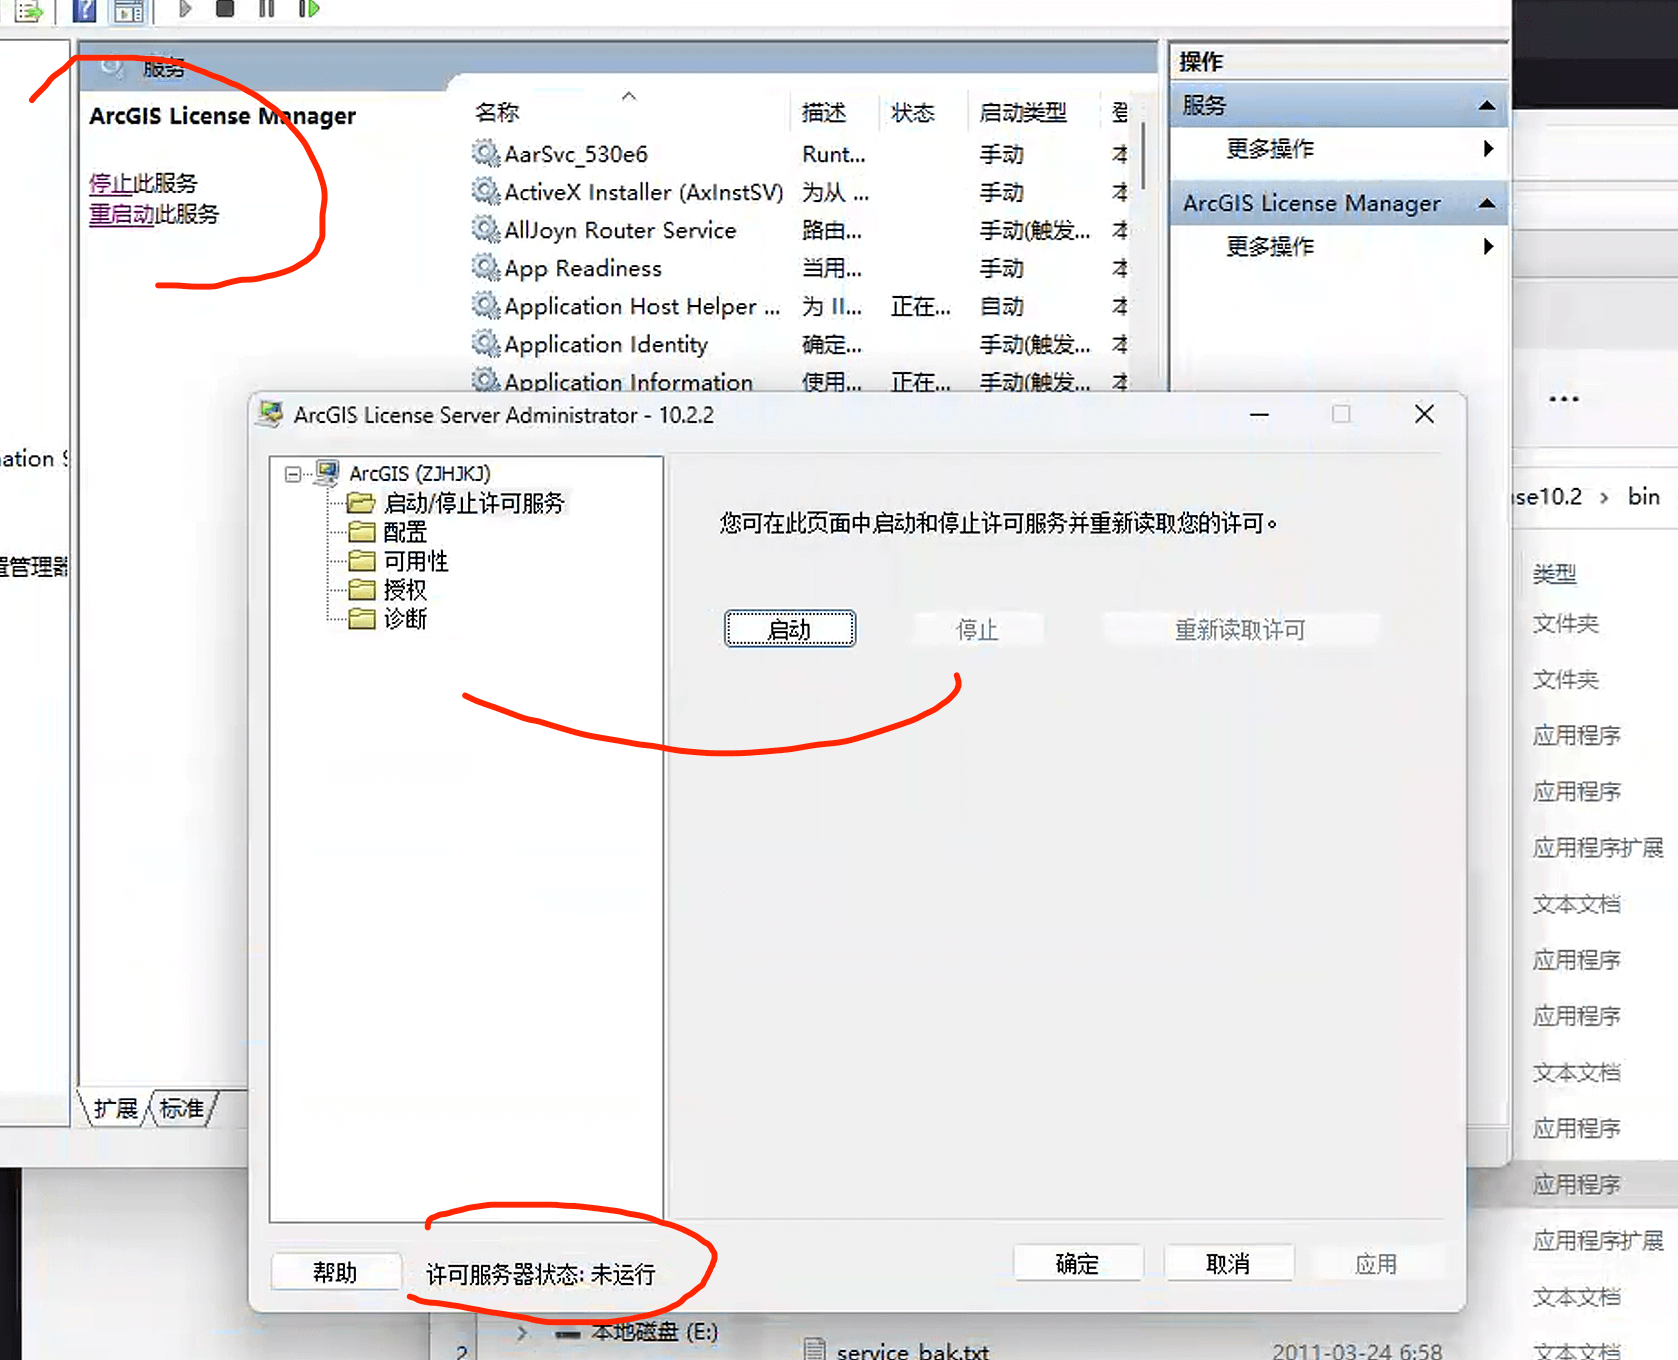 服务
ArcGIS License Manager
停止此服务
重启动此服务
名称 描述 状态 启动类型 登
AarSvc_530e6 Runt... 手动 本
ActiveX Installer (AxInstSV) 为从 ... 手动 本
AllJoyn Router Service 路由... 手动(触发... 本
App Readiness 当用... 手动 本
Application Host Helper ... 为 II... 正在... 自动 本
Application Identity 确定... 手动(触发... 本
Application Information 使用... 正在... 手动(触发... 本
操作
服务
更多操作
ArcGIS License Manager
更多操作
ation S
置管理器
扩展 标准
ArcGIS License Server Administrator - 10.2.2
ArcGIS (ZJHJKJ)
启动/停止许可服务
配置
可用性
授权
诊断
您可在此页面中启动和停止许可服务并重新读取您的许可。
启动 停止 重新读取许可
帮助 许可服务器状态: 未运行 确定 取消 应用
...
nse10.2 > bin
类型
文件夹
文件夹
应用程序
应用程序
应用程序扩展
文本文档
应用程序
应用程序
文本文档
应用程序
应用程序
应用程序扩展
文本文档
文本文档
本地磁盘 (E:)
2
service_bak.txt 2011-03-24 6:58